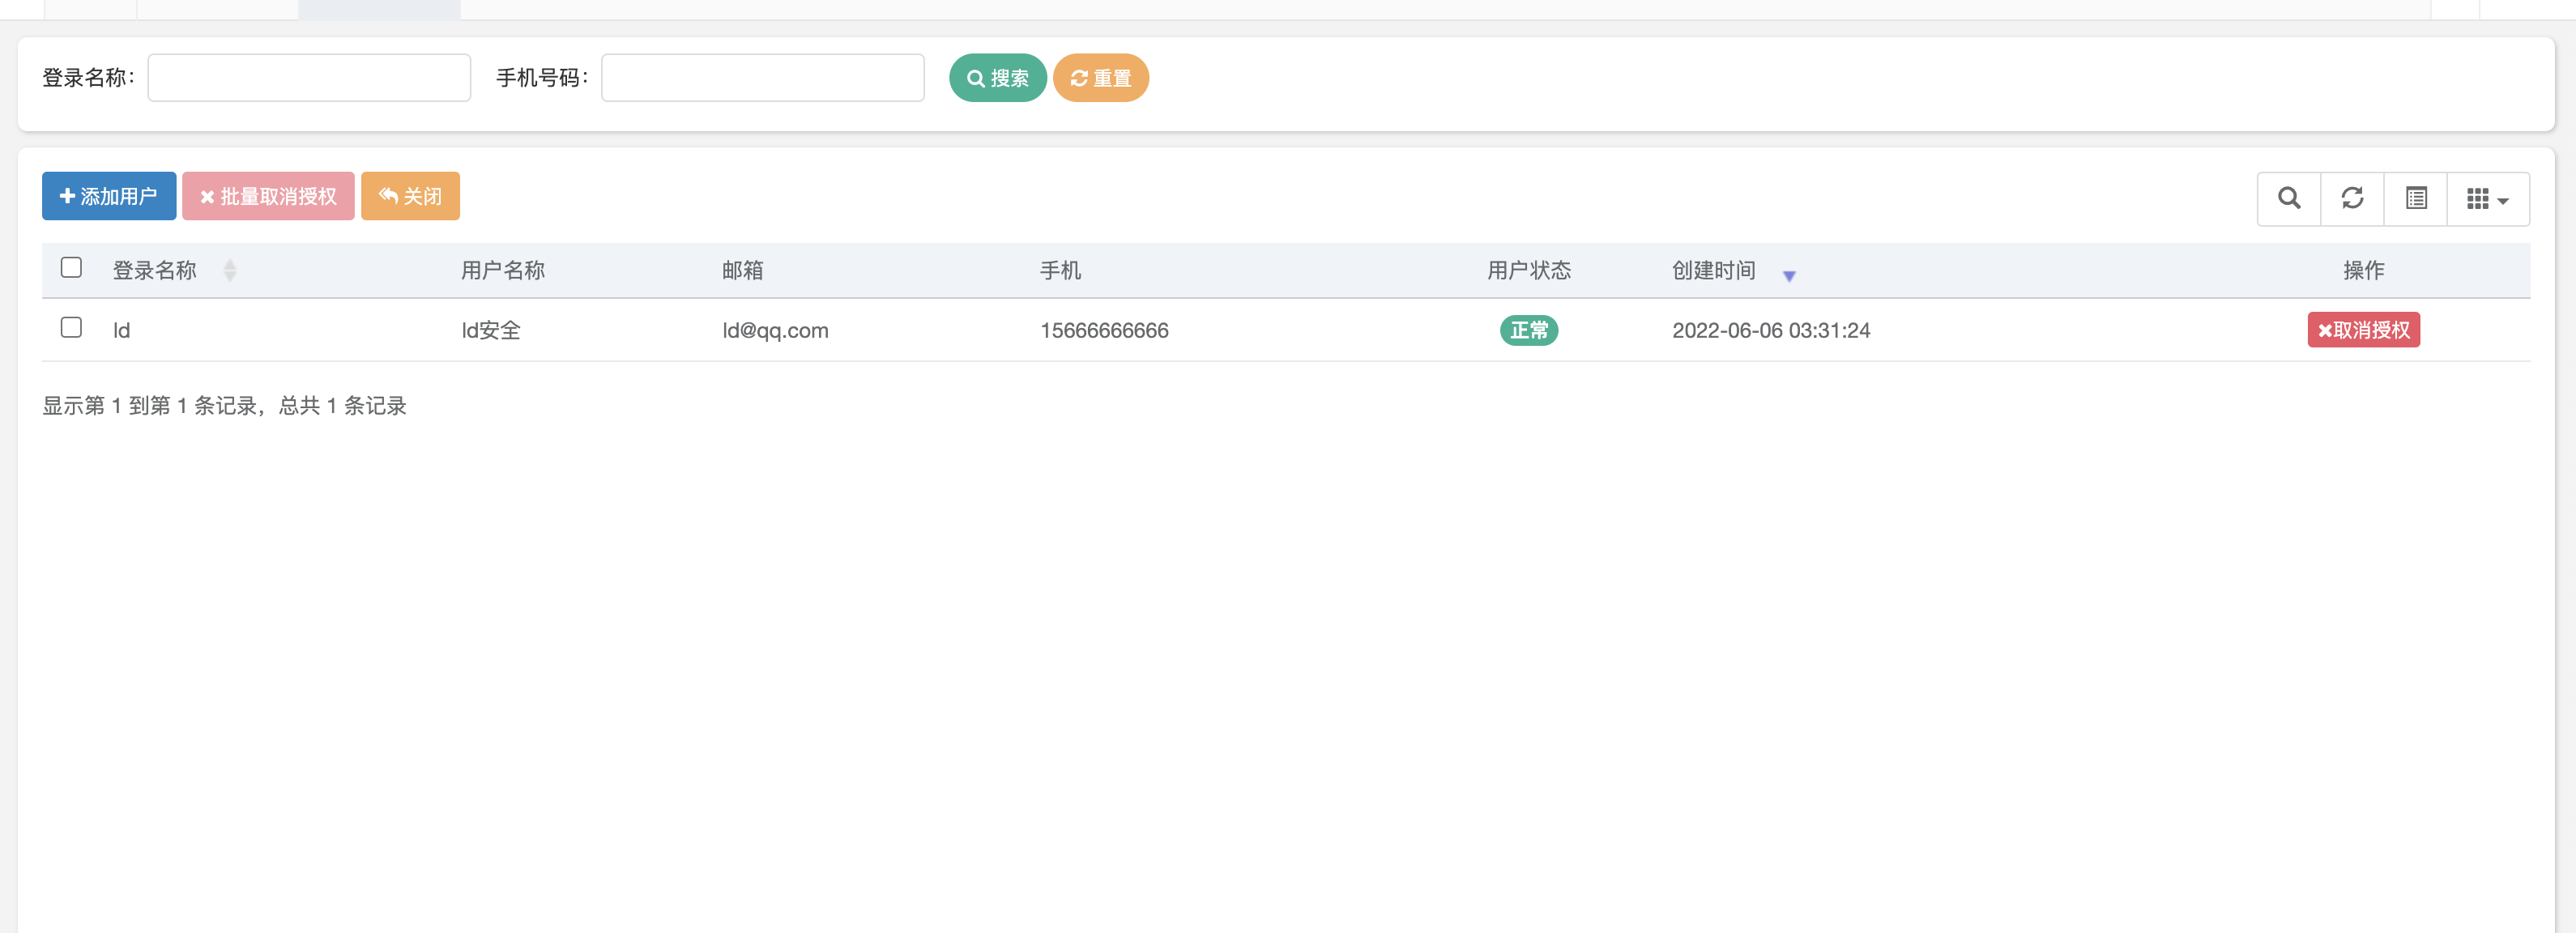 登录名称： 手机号码： 搜索 重置
添加用户 批量取消授权 关闭
登录名称 用户名称 邮箱 手机 用户状态 创建时间 操作
ld ld安全 ld@qq.com 15666666666 正常 2022-06-06 03:31:24 取消授权
显示第 1 到第 1 条记录，总共 1 条记录